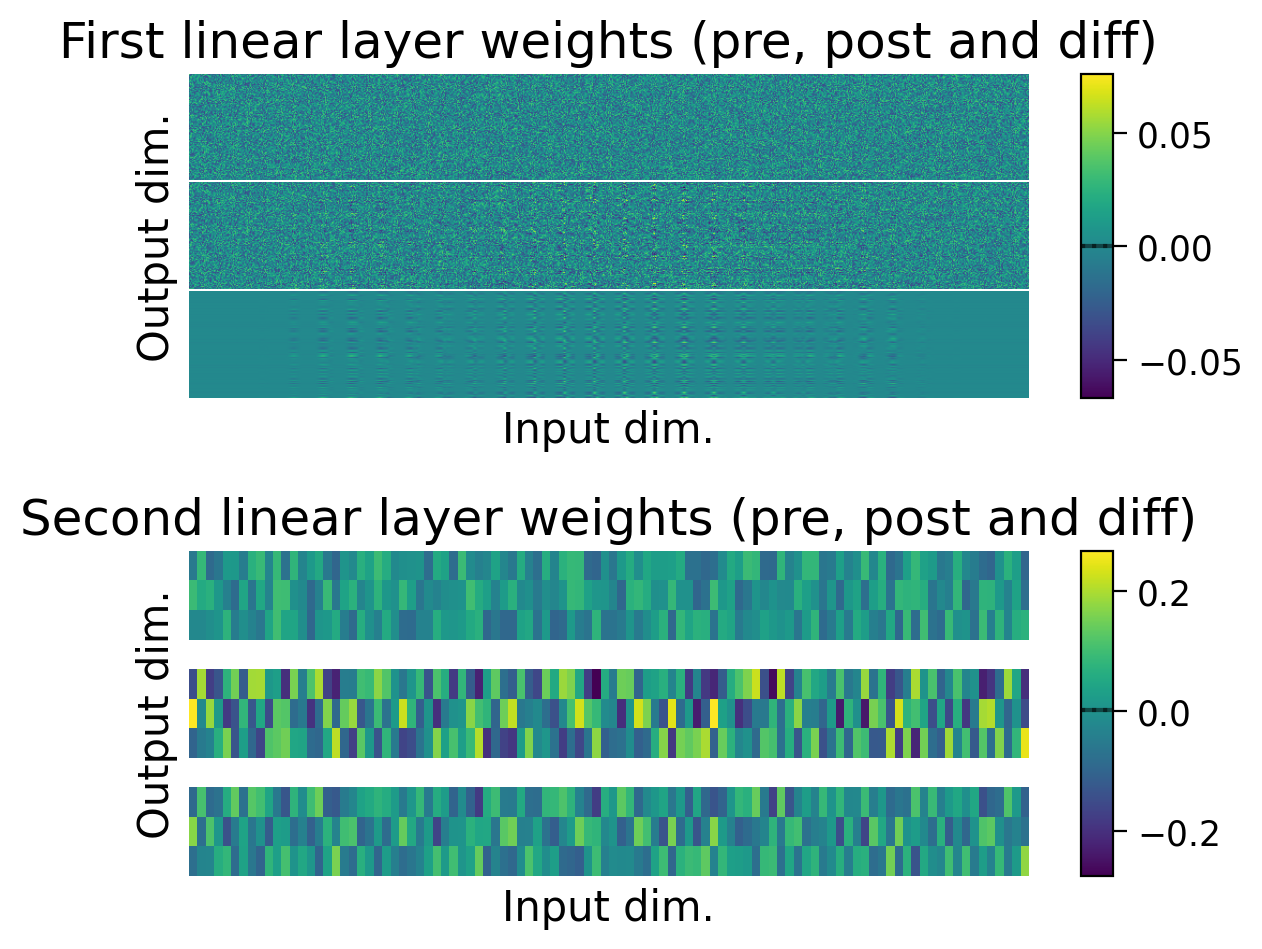 First linear layer weights (pre, post and diff)
Output dim.
0.05
0.00
−0.05
Input dim.
Second linear layer weights (pre, post and diff)
Output dim.
0.2
0.0
−0.2
Input dim.